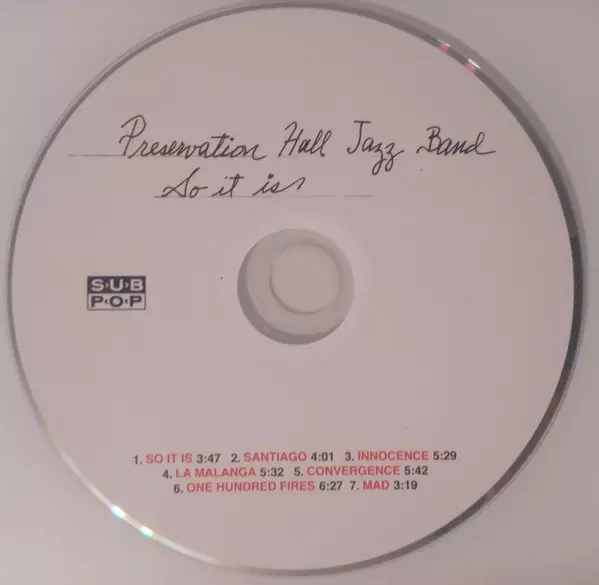 Preservation Hall Jazz Band
So it is
SUB
POP
1. SO IT IS 3:47 2. SANTIAGO 4:01 3. INNOCENCE 5:29
4. LA MALANGA 5:32 5. CONVERGENCE 5:42
6. ONE HUNDRED FIRES 6:27 7. MAD 3:19